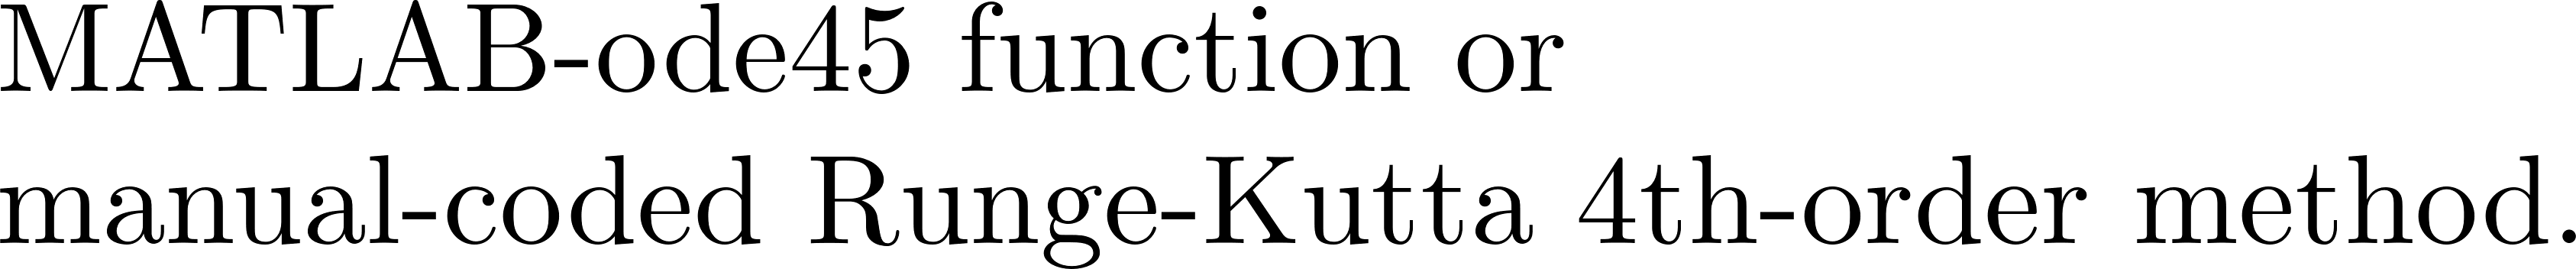 MATLAB-ode45 function or
manual-coded Runge-Kutta 4th-order method.